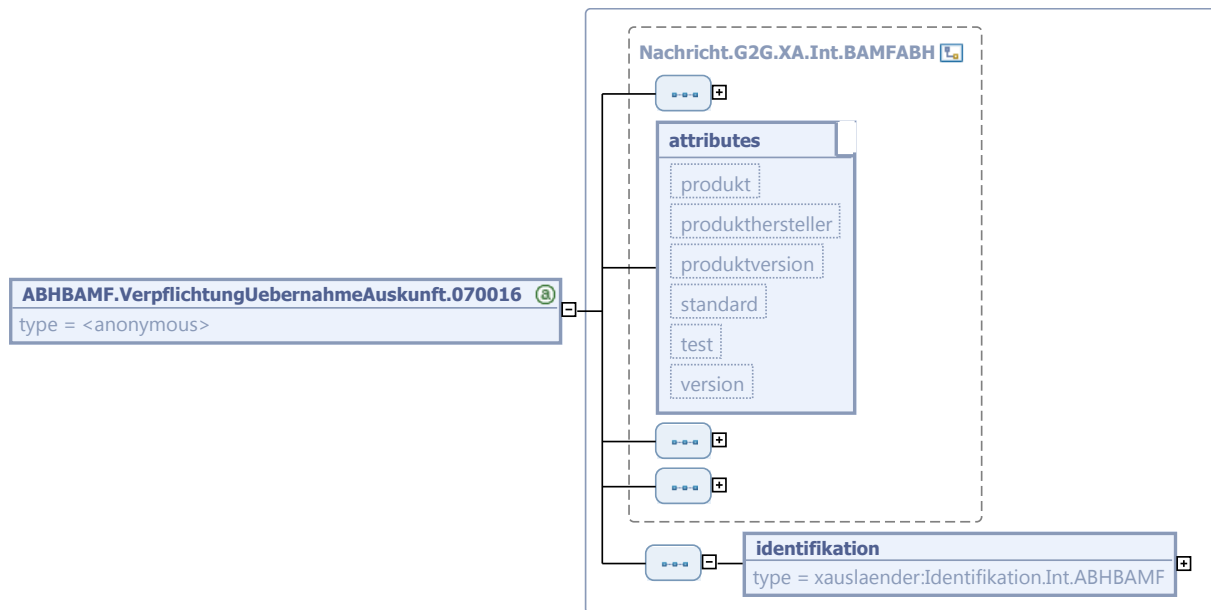 Nachricht.G2G.XA.Int.BAMFABH
attributes
produkt
produkthersteller
produktversion
standard
test
version
ABHBAMF.VerpflichtungUebernahmeAuskunft.070016 a
type = <anonymous>
identifikation
type = xauslaender:Identifikation.Int.ABHBAMF